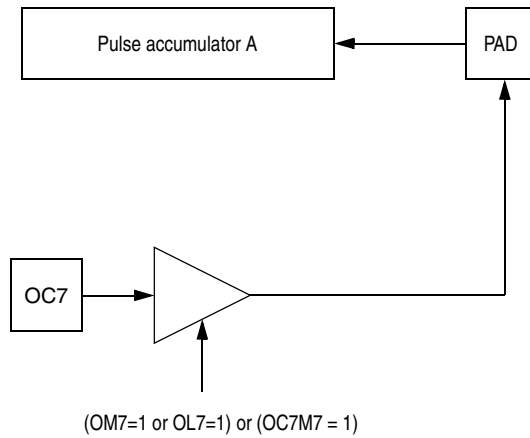 Pulse accumulator A
PAD
OC7
(OM7=1 or OL7=1) or (OC7M7 = 1)